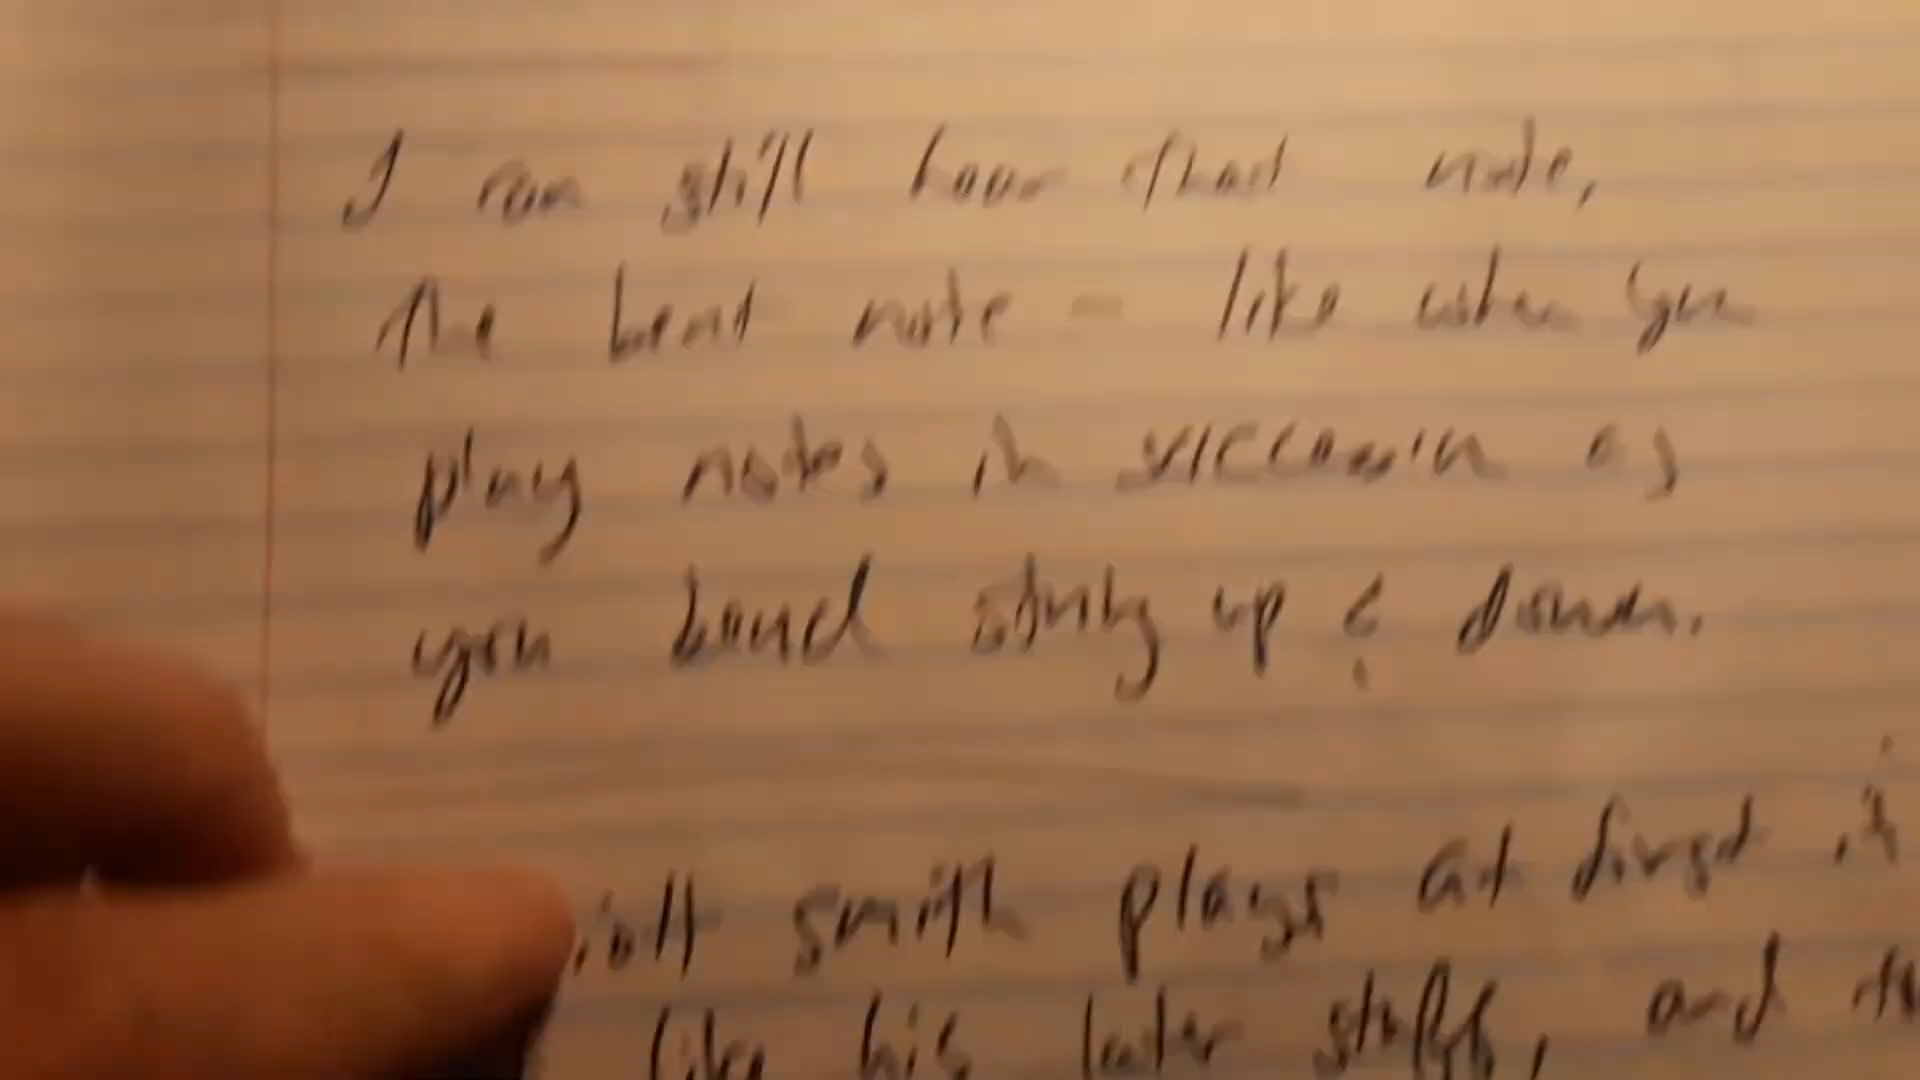 I can still hear that note,
The bent note - like when you
play notes in succession as
you bend string up & down.
iott smith plays at first it
like his later stuff, and